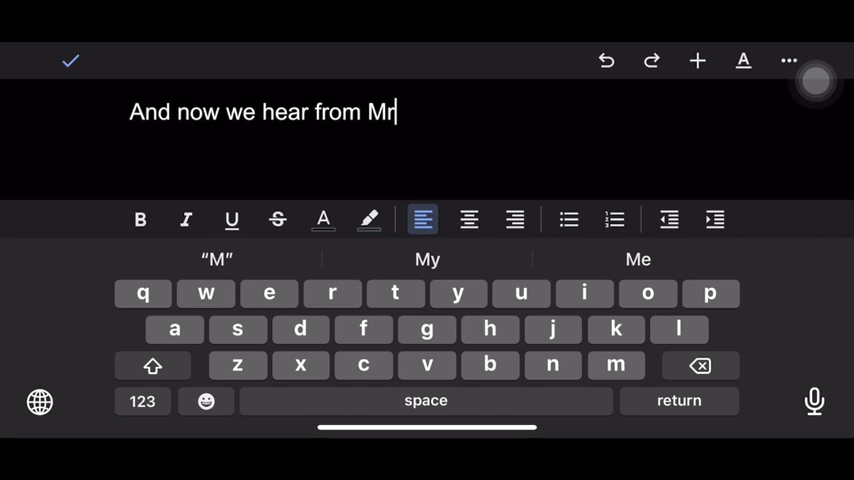 A
And now we hear from Mr
B I U S A
“M” My Me
q w e r t y u i o p
a s d f g h j k l
z x c v b n m
123 space return